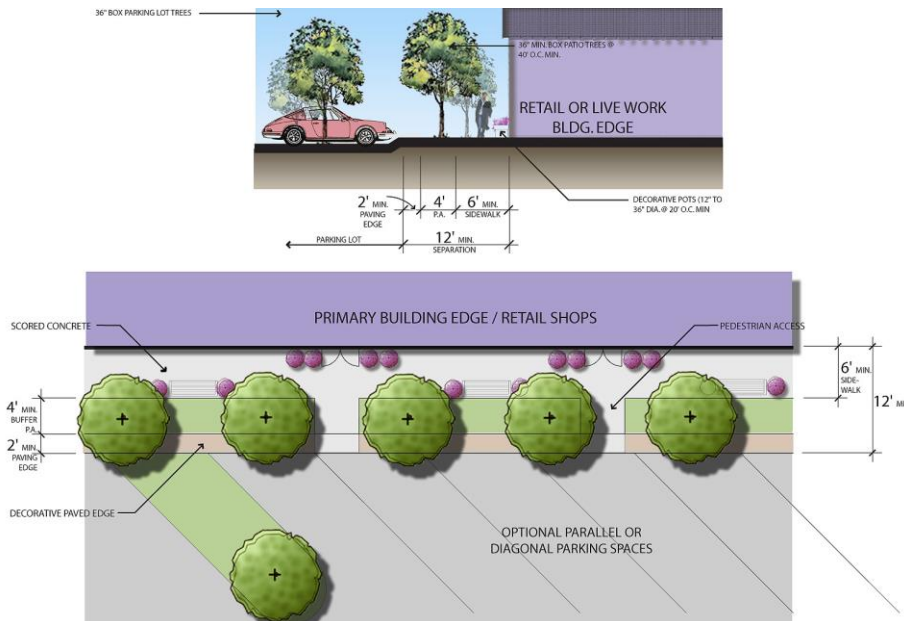 36" BOX PARKING LOT TREES
36" MIN. BOX PATIO TREES @
40' O.C. MIN.
RETAIL OR LIVE WORK
BLDG. EDGE
DECORATIVE POTS (12" TO
36" DIA. @ 20' O.C. MIN
2' MIN.
PAVING
EDGE
4'
P.A.
6' MIN.
SIDEWALK
PARKING LOT
12' MIN.
SEPARATION
PRIMARY BUILDING EDGE / RETAIL SHOPS
SCORED CONCRETE
PEDESTRIAN ACCESS
6' MIN.
SIDE-
WALK
12' MI
4' MIN.
BUFFER
P.A.
2' MIN.
PAVING
EDGE
DECORATIVE PAVED EDGE
OPTIONAL PARALLEL OR
DIAGONAL PARKING SPACES